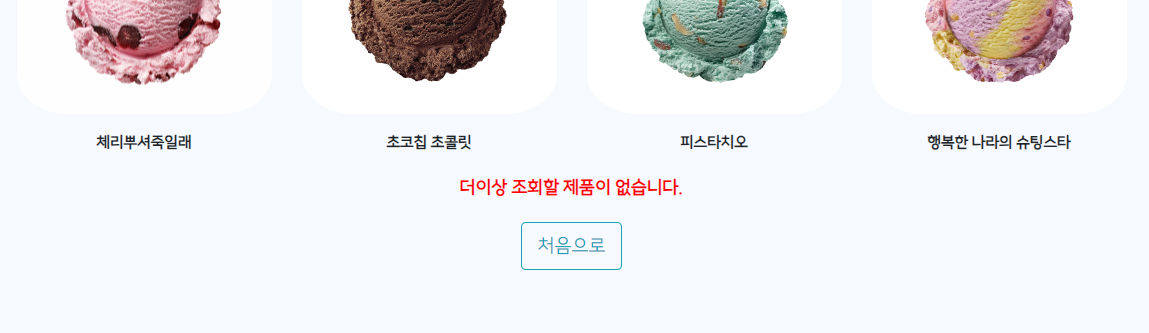 체리뿌셔죽일래
초코칩 초콜릿
피스타치오
행복한 나라의 슈팅스타
더이상 조회할 제품이 없습니다.
처음으로